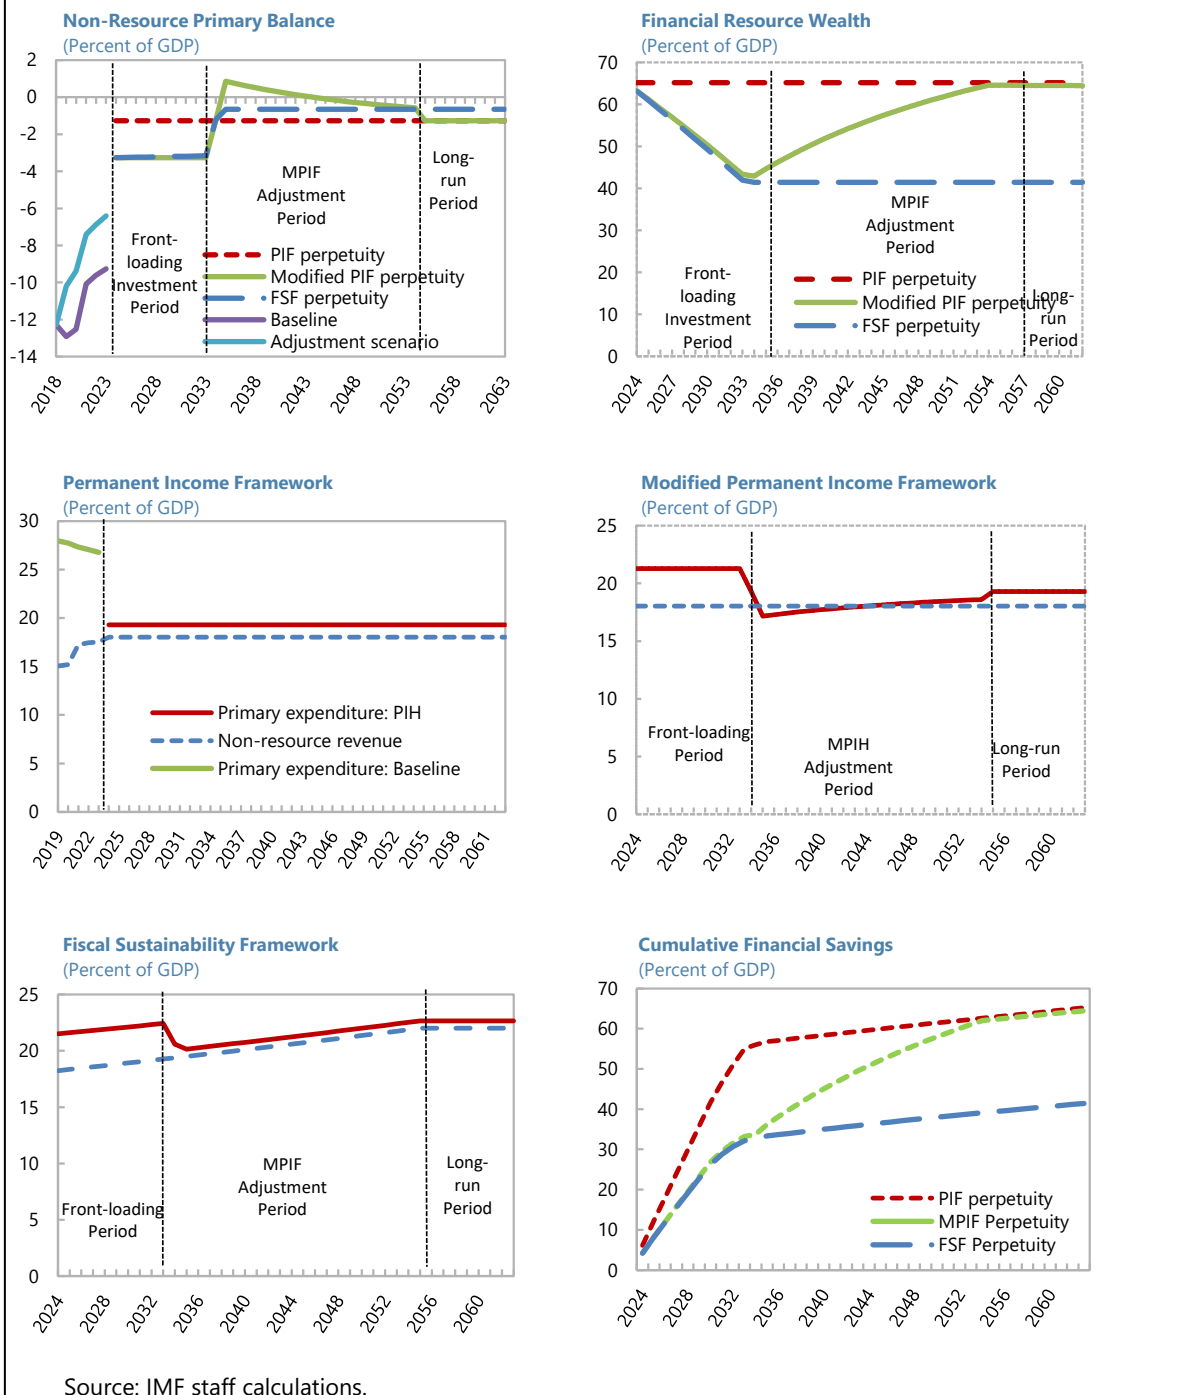 Non-Resource Primary Balance
(Percent of GDP)
2
0
-2
-4
-6
-8
-10
-12
-14
Front-
loading
Investment
Period
MPIF
Adjustment
Period
Long-
run
Period
PIF perpetuity
Modified PIF perpetuity
FSF perpetuity
Baseline
Adjustment scenario
2018
2023
2028
2033
2038
2043
2048
2053
2058
2063
Financial Resource Wealth
(Percent of GDP)
70
60
50
40
30
20
10
0
Front-
loading
Investment
Period
MPIF
Adjustment
Period
Long-
run
Period
PIF perpetuity
Modified PIF perpetuity
FSF perpetuity
2024
2027
2030
2033
2036
2039
2042
2045
2048
2051
2054
2057
2060
Permanent Income Framework
(Percent of GDP)
30
25
20
15
10
5
0
Primary expenditure: PIH
Non-resource revenue
Primary expenditure: Baseline
2019
2022
2025
2028
2031
2034
2037
2040
2043
2046
2049
2052
2055
2058
2061
Modified Permanent Income Framework
(Percent of GDP)
25
20
15
10
5
0
Front-loading
Period
MPIH
Adjustment
Period
Long-run
Period
2024
2028
2032
2036
2040
2044
2048
2052
2056
2060
Fiscal Sustainability Framework
(Percent of GDP)
25
20
15
10
5
0
Front-loading
Period
MPIF
Adjustment
Period
Long-
run
Period
2024
2028
2032
2036
2040
2044
2048
2052
2056
2060
Cumulative Financial Savings
(Percent of GDP)
70
60
50
40
30
20
10
0
PIF perpetuity
MPIF Perpetuity
FSF Perpetuity
2024
2028
2032
2036
2040
2044
2048
2052
2056
2060
Source: IMF staff calculations.